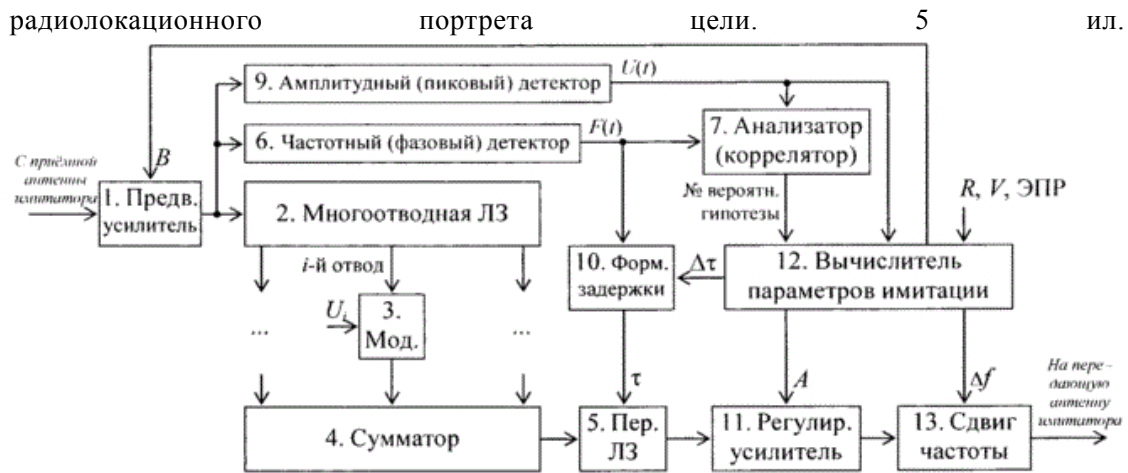 радиолокационного портрета цели. 5 ил.
9. Амплитудный (пиковый) детектор
U(t)
6. Частотный (фазовый) детектор
F(t)
7. Анализатор
(коррелятор)
С приёмной
антенны
имитатора
B
1. Предв.
усилитель
2. Многоотводная ЛЗ
№ вероятн.
гипотезы
R, V, ЭПР
i-й отвод
10. Форм.
задержки
Δτ
12. Вычислитель
параметров имитации
...
U_i
3.
Мод.
...
τ
A
Δf
На пере-
дающую
антенну
имитатора
4. Сумматор
5. Пер.
ЛЗ
11. Регулир.
усилитель
13. Сдвиг
частоты